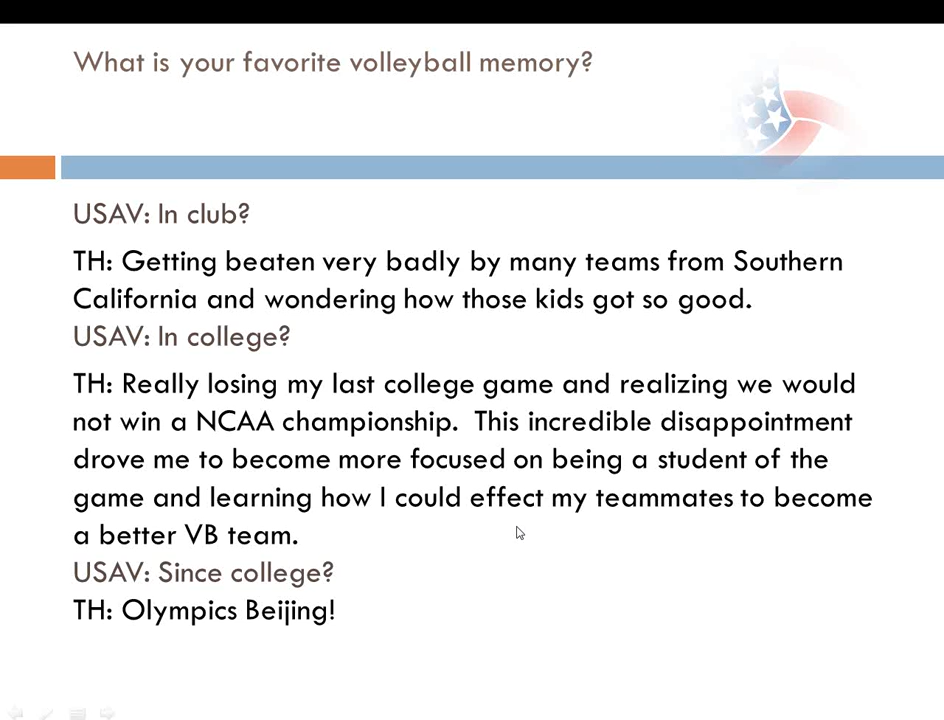 What is your favorite volleyball memory?
USAV: In club?
TH: Getting beaten very badly by many teams from Southern
California and wondering how those kids got so good.
USAV: In college?
TH: Really losing my last college game and realizing we would
not win a NCAA championship.  This incredible disappointment
drove me to become more focused on being a student of the
game and learning how I could effect my teammates to become
a better VB team.
USAV: Since college?
TH: Olympics Beijing!